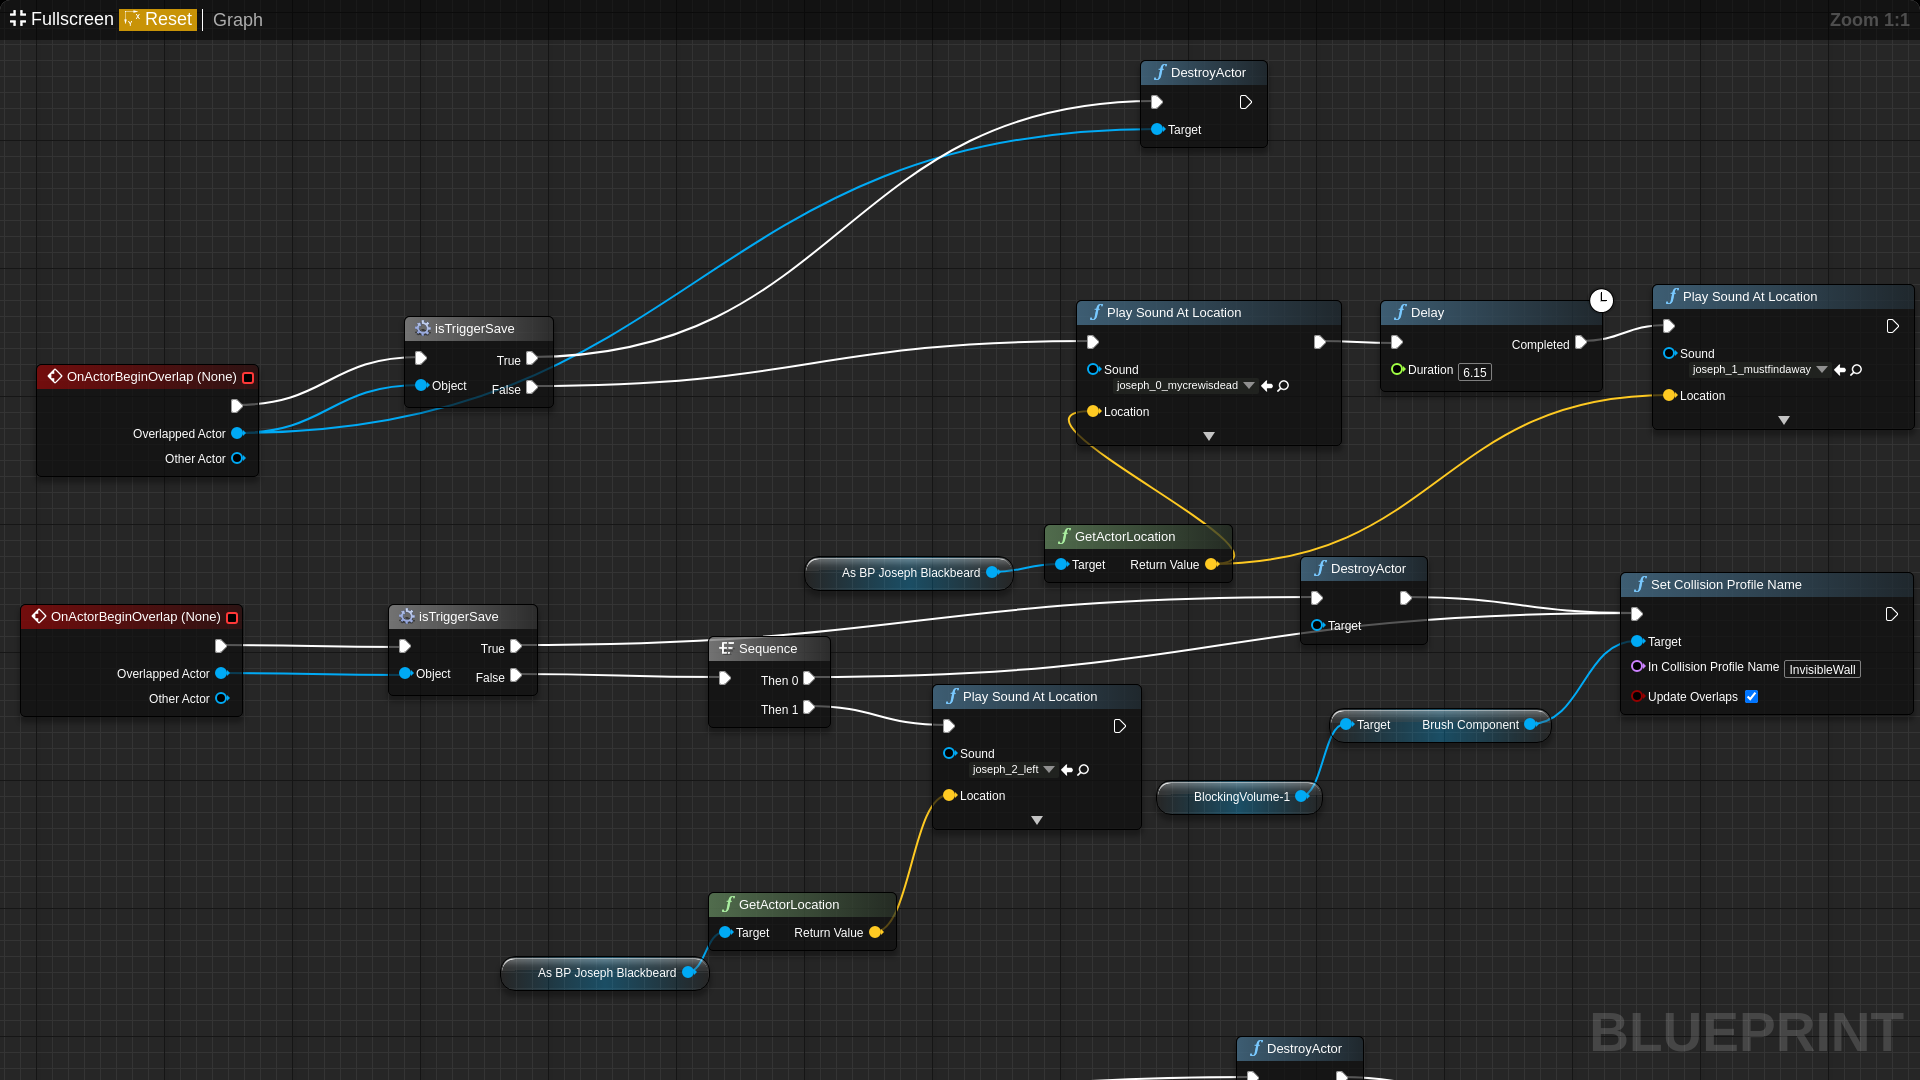 Fullscreen Reset Graph
Zoom 1:1
DestroyActor
Target
isTriggerSave
True
Object
False
OnActorBeginOverlap (None)
Overlapped Actor
Other Actor
Play Sound At Location
Sound
joseph_0_mycrewisdead
Location
Delay
Completed
Duration 6.15
Play Sound At Location
Sound
joseph_1_mustfindaway
Location
GetActorLocation
Target Return Value
As BP Joseph Blackbeard
DestroyActor
Target
OnActorBeginOverlap (None)
Overlapped Actor
Other Actor
isTriggerSave
True
Object
False
Sequence
Then 0
Then 1
Play Sound At Location
Sound
joseph_2_left
Location
Set Collision Profile Name
Target
In Collision Profile Name InvisibleWall
Update Overlaps
Target Brush Component
BlockingVolume-1
GetActorLocation
Target Return Value
As BP Joseph Blackbeard
DestroyActor
BLUEPRINT